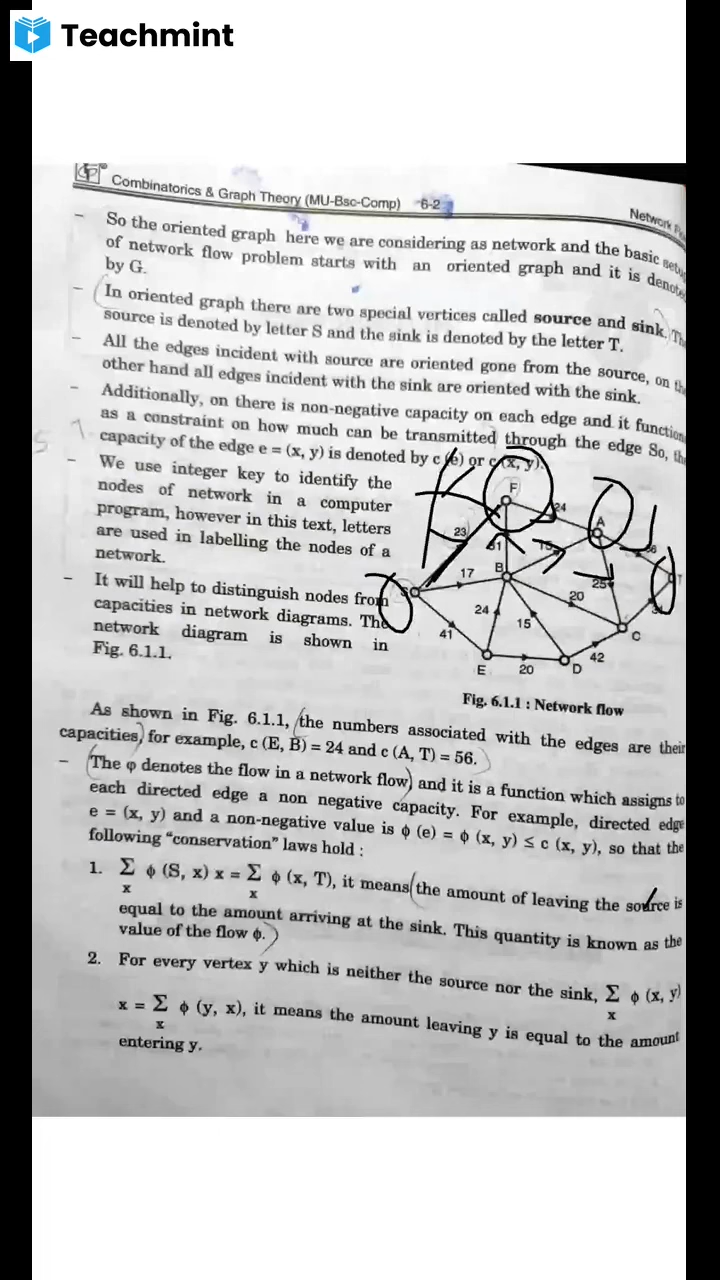 Teachmint
Combinatorics & Graph Theory (MU-Bsc-Comp) 6-2
Network
- So the oriented graph here we are considering as network and the basic setu
of network flow problem starts with an oriented graph and it is denote
by G.
- (In oriented graph there are two special vertices called source and sink. Th
source is denoted by letter S and the sink is denoted by the letter T.
- All the edges incident with source are oriented gone from the source, on th
other hand all edges incident with the sink are oriented with the sink.
- Additionally, on there is non-negative capacity on each edge and it function
as a constraint on how much can be transmitted through the edge So, the
capacity of the edge e = (x, y) is denoted by c (e) or c (x, y).
- We use integer key to identify the
nodes of network in a computer
program, however in this text, letters
are used in labelling the nodes of a
network.
- It will help to distinguish nodes from
capacities in network diagrams. The
network diagram is shown in
Fig. 6.1.1.
F
24
A
23
31
15
56
T
B
17
25
20
S
24
15
C
41
42
E
20
D
Fig. 6.1.1 : Network flow
As shown in Fig. 6.1.1, (the numbers associated with the edges are their
capacities) for example, c (E, B) = 24 and c (A, T) = 56.
- (The φ denotes the flow in a network flow) and it is a function which assigns to
each directed edge a non negative capacity. For example, directed edge
e = (x, y) and a non-negative value is ϕ (e) = ϕ (x, y) ≤ c (x, y), so that the
following "conservation" laws hold :
1. Σ ϕ (S, x) x = Σ ϕ (x, T), it means (the amount of leaving the source is
x x
equal to the amount arriving at the sink. This quantity is known as the
value of the flow ϕ.)
2. For every vertex y which is neither the source nor the sink, Σ ϕ (x, y)
x
x = Σ ϕ (y, x), it means the amount leaving y is equal to the amount
x
entering y.